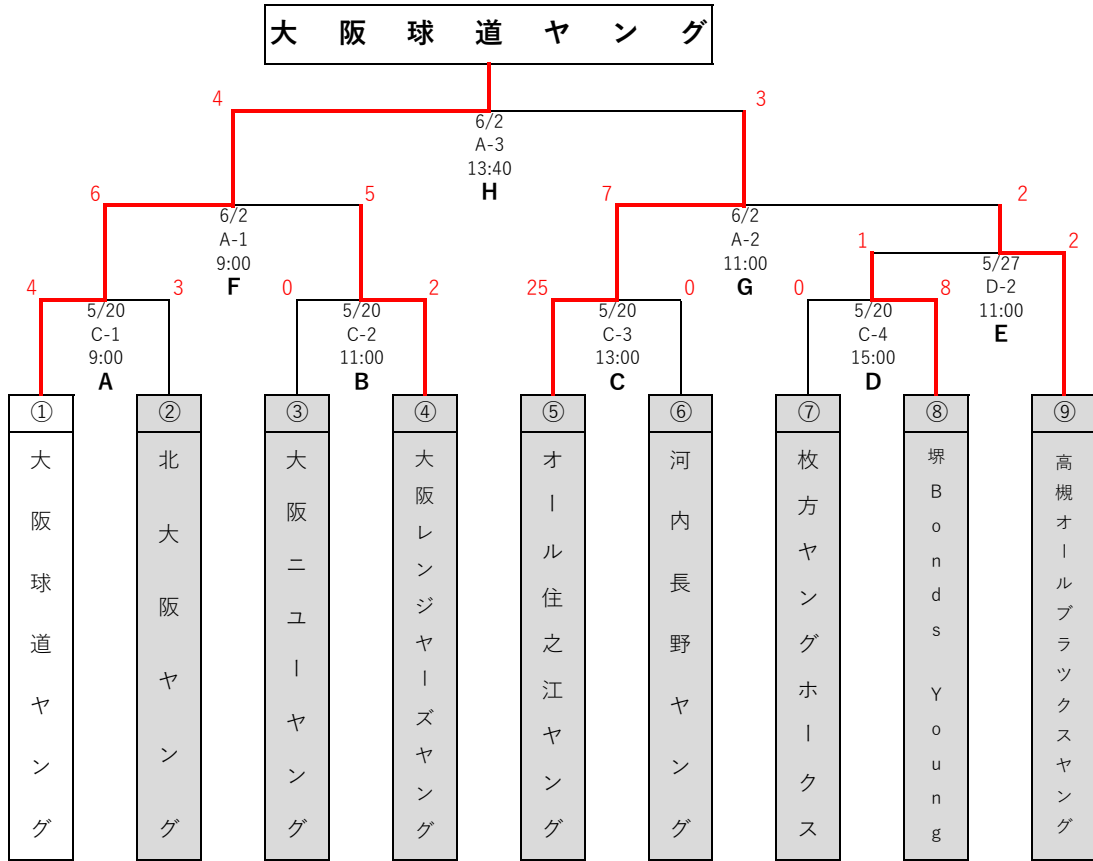 大阪球道ヤング
4
3
6/2
A-3
13:40
H
6
5
7
2
6/2
A-1
9:00
F
6/2
A-2
11:00
G
1
2
5/27
D-2
11:00
E
4
3
0
2
25
0
0
8
5/20
C-1
9:00
A
5/20
C-2
11:00
B
5/20
C-3
13:00
C
5/20
C-4
15:00
D
①
大阪球道ヤング
②
北大阪ヤング
③
大阪ニユーヤング
④
大阪レンジヤーズヤング
⑤
オール住之江ヤング
⑥
河内長野ヤング
⑦
枚方ヤングホークス
⑧
堺Bonds Young
⑨
高槻オールブラツクスヤング